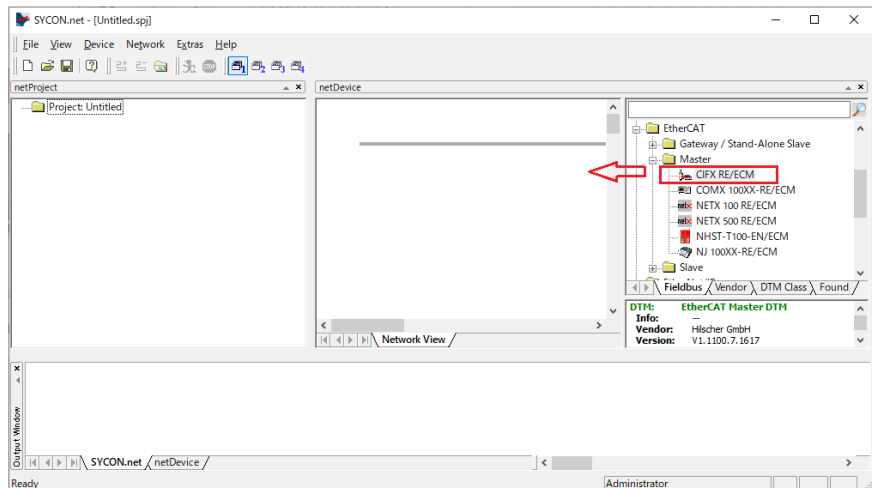 SYCON.net - [Untitled.spj]
File View Device Network Extras Help
netProject
netDevice
Project: Untitled
EtherCAT
Gateway / Stand-Alone Slave
Master
CIFX RE/ECM
COMX 100XX-RE/ECM
NETX 100 RE/ECM
NETX 500 RE/ECM
NHST-T100-EN/ECM
NJ 100XX-RE/ECM
Slave
Fieldbus Vendor DTM Class Found
DTM: EtherCAT Master DTM
Info: --
Vendor: Hilscher GmbH
Version: V1.1100.7.1617
Network View
Output Window
SYCON.net netDevice
Ready
Administrator